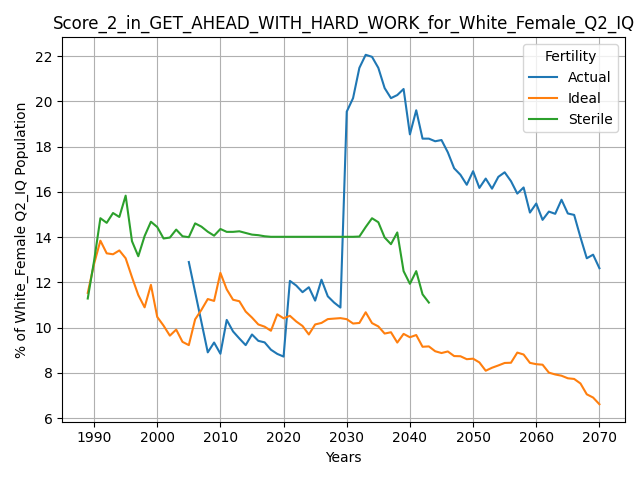 Score_2_in_GET_AHEAD_WITH_HARD_WORK_for_White_Female_Q2_IQ
Fertility
Actual
Ideal
Sterile
% of White_Female Q2_IQ Population
22
20
18
16
14
12
10
8
6
1990 2000 2010 2020 2030 2040 2050 2060 2070
Years